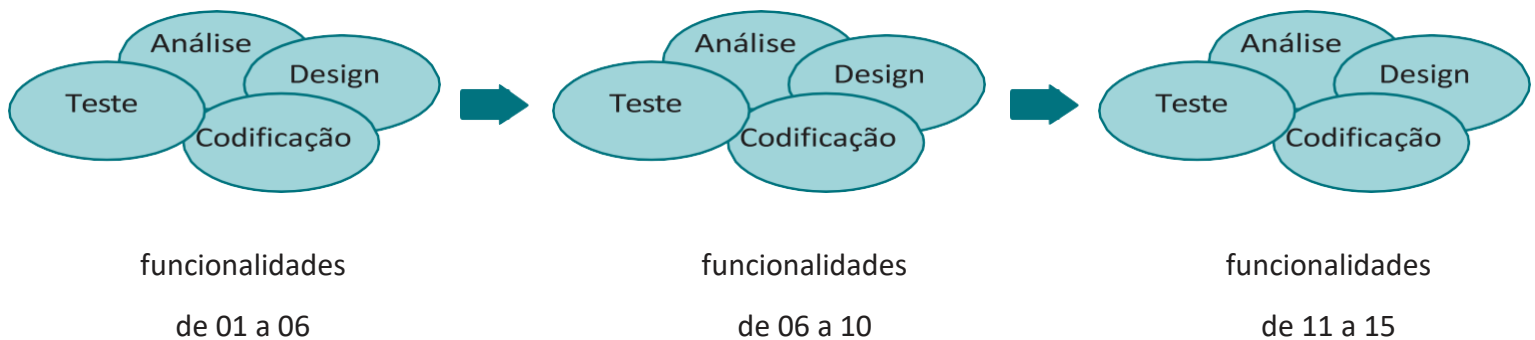 Análise
Design
Teste
Codificação
Análise
Design
Teste
Codificação
Análise
Design
Teste
Codificação
funcionalidades
de 01 a 06
funcionalidades
de 06 a 10
funcionalidades
de 11 a 15